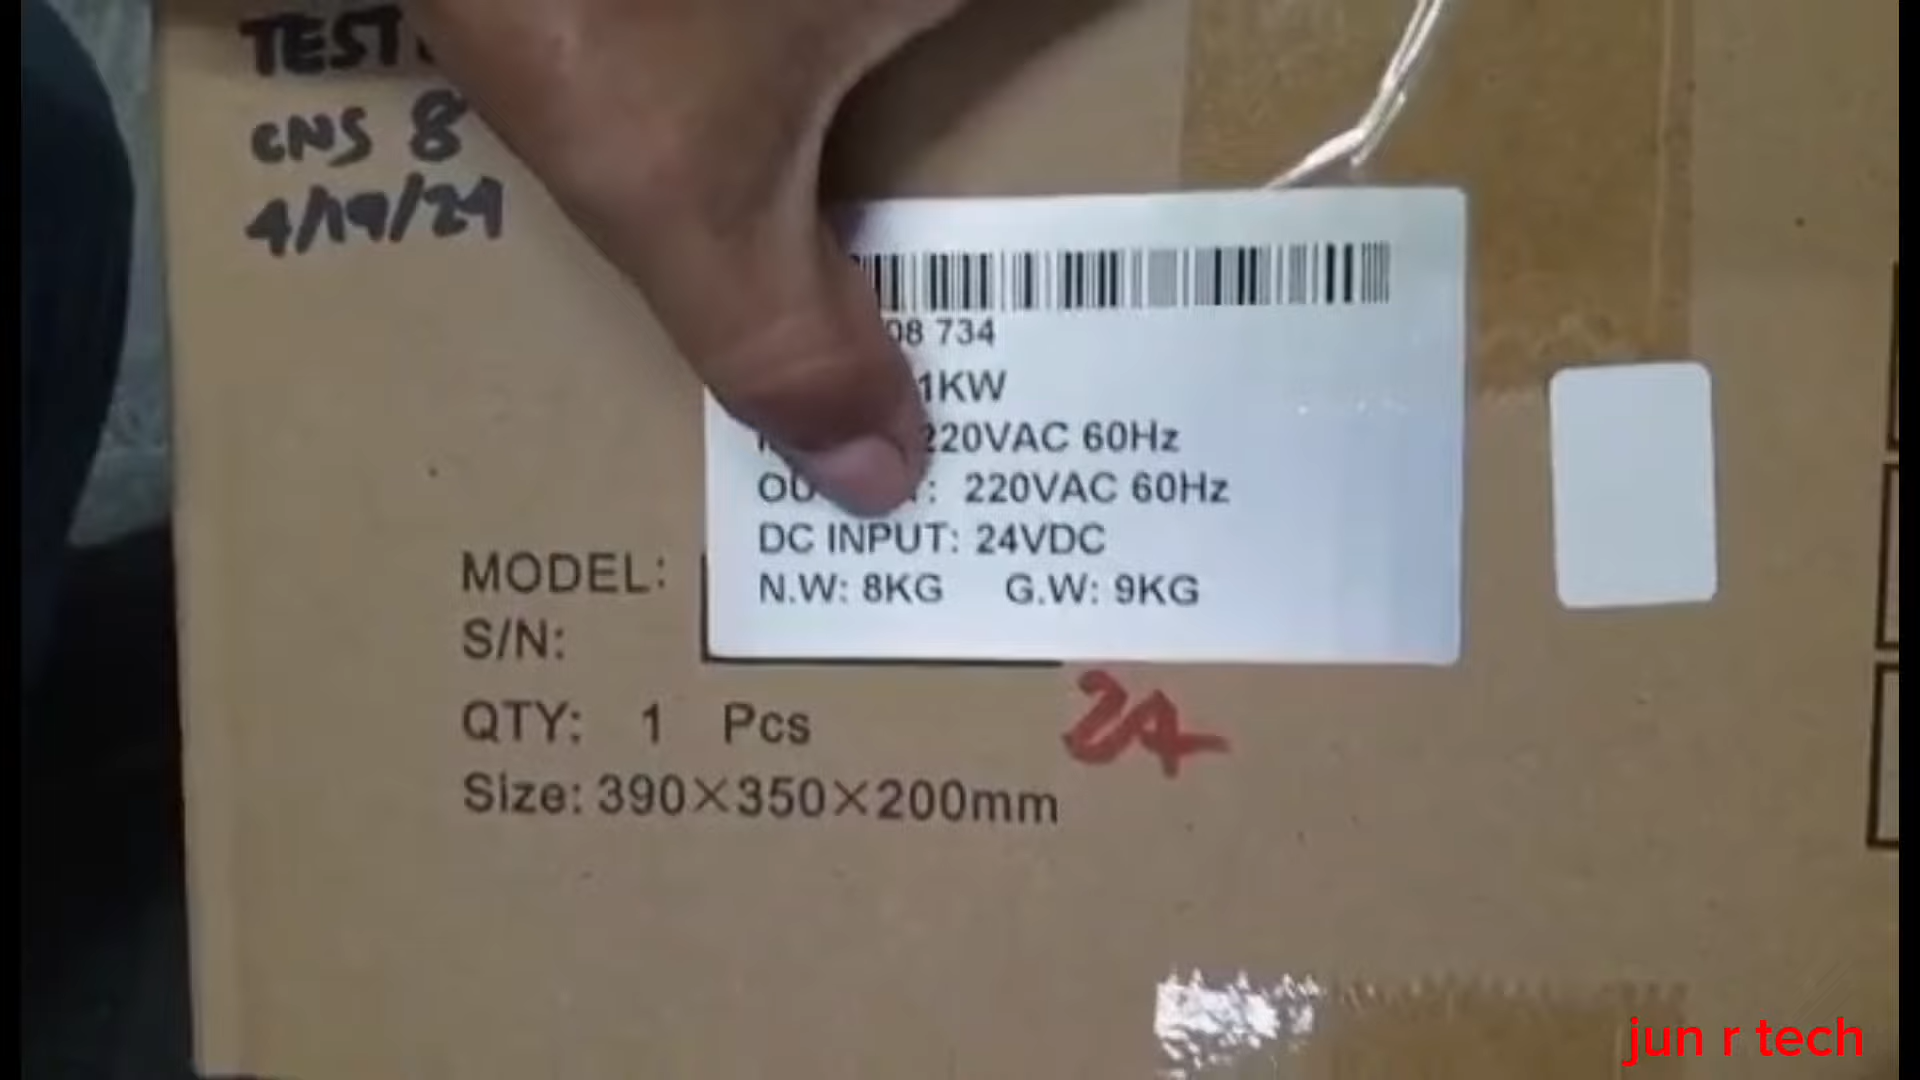 TEST
CNS 8
4/19/24
08 734
1KW
220VAC 60Hz
220VAC 60Hz
DC INPUT: 24VDC
N.W: 8KG G.W: 9KG
MODEL:
S/N:
QTY: 1 Pcs
24
Size: 390×350×200mm
jun r tech